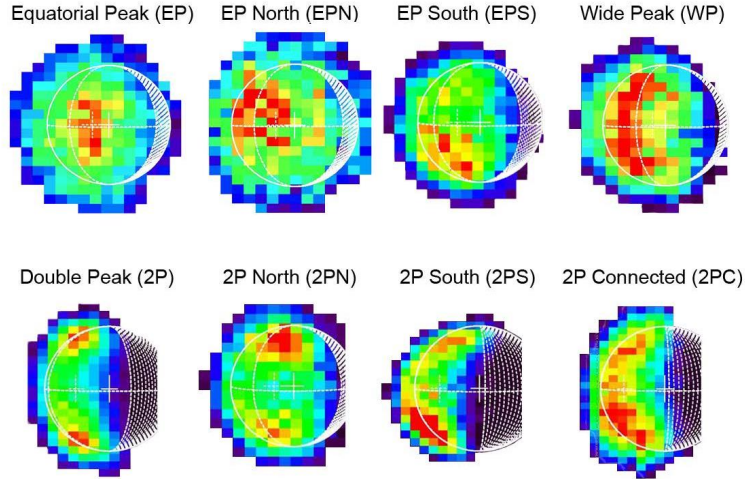 Equatorial Peak (EP)
EP North (EPN)
EP South (EPS)
Wide Peak (WP)
Double Peak (2P)
2P North (2PN)
2P South (2PS)
2P Connected (2PC)